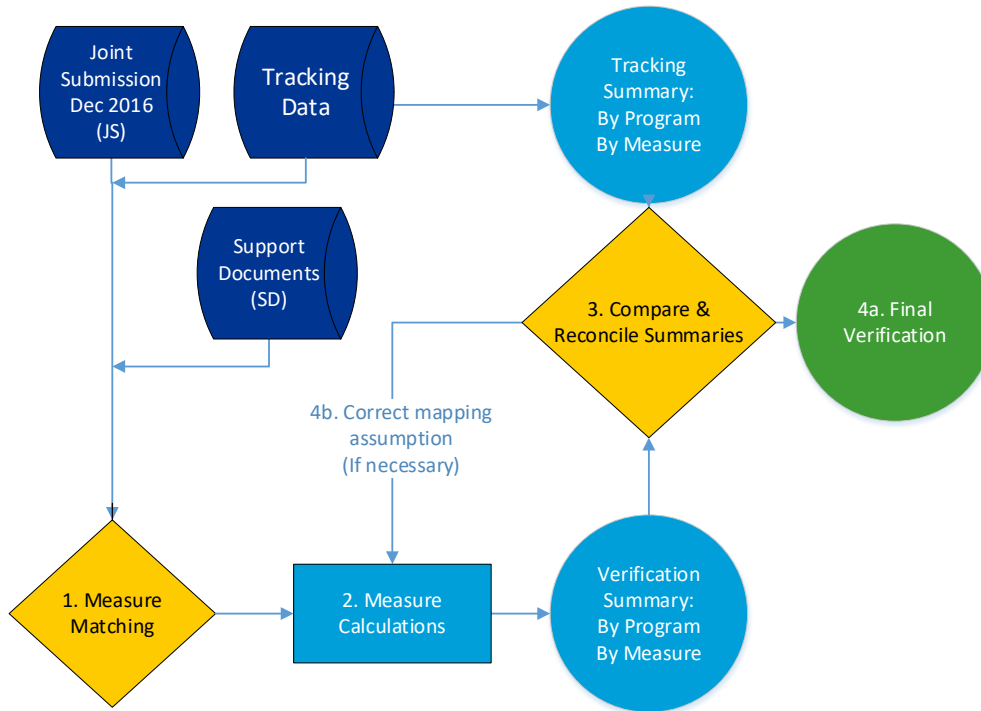 Joint
Submission
Dec 2016
(JS)
Tracking
Data
Tracking
Summary:
By Program
By Measure
Support
Documents
(SD)
3. Compare &
Reconcile Summaries
4a. Final
Verification
4b. Correct mapping
assumption
(If necessary)
1. Measure
Matching
2. Measure
Calculations
Verification
Summary:
By Program
By Measure